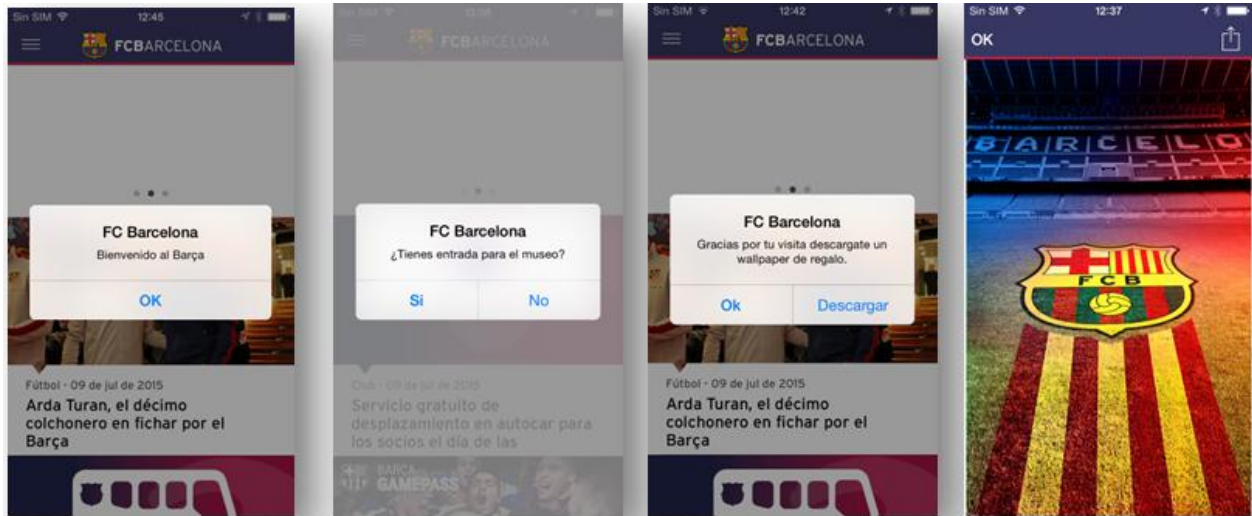 Sin SIM 12:45
FCBARCELONA
FC Barcelona
Bienvenido al Barça
OK
Fútbol - 09 de jul de 2015
Arda Turan, el décimo
colchonero en fichar por el
Barça
Sin SIM
FCBARCELONA
FC Barcelona
¿Tienes entrada para el museo?
Si No
Club - 09 de jul de 2015
Servicio gratuito de
desplazamiento en autocar para
los socios el día de las
BARÇA
GAMEPASS
Sin SIM 12:42
FCBARCELONA
FC Barcelona
Gracias por tu visita descargate un
wallpaper de regalo.
Ok Descargar
Fútbol - 09 de jul de 2015
Arda Turan, el décimo
colchonero en fichar por el
Barça
Sin SIM 12:37
OK
BARCELO
FCB